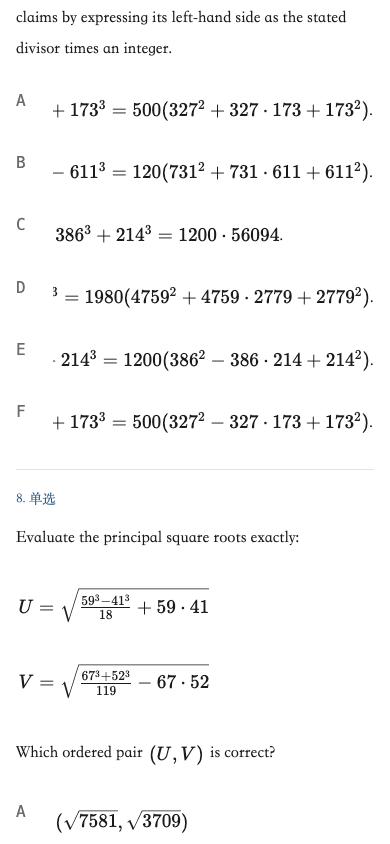 claims by expressing its left-hand side as the stated
divisor times an integer.
A + 173³ = 500(327² + 327 · 173 + 173²).
B − 611³ = 120(731² + 731 · 611 + 611²).
C 386³ + 214³ = 1200 · 56094.
D ³ = 1980(4759² + 4759 · 2779 + 2779²).
E · 214³ = 1200(386² − 386 · 214 + 214²).
F + 173³ = 500(327² − 327 · 173 + 173²).
8. 单选
Evaluate the principal square roots exactly:
U = √((59³−41³)/18 + 59 · 41)
V = √((67³+52³)/119 − 67 · 52)
Which ordered pair (U, V) is correct?
A (√7581, √3709)